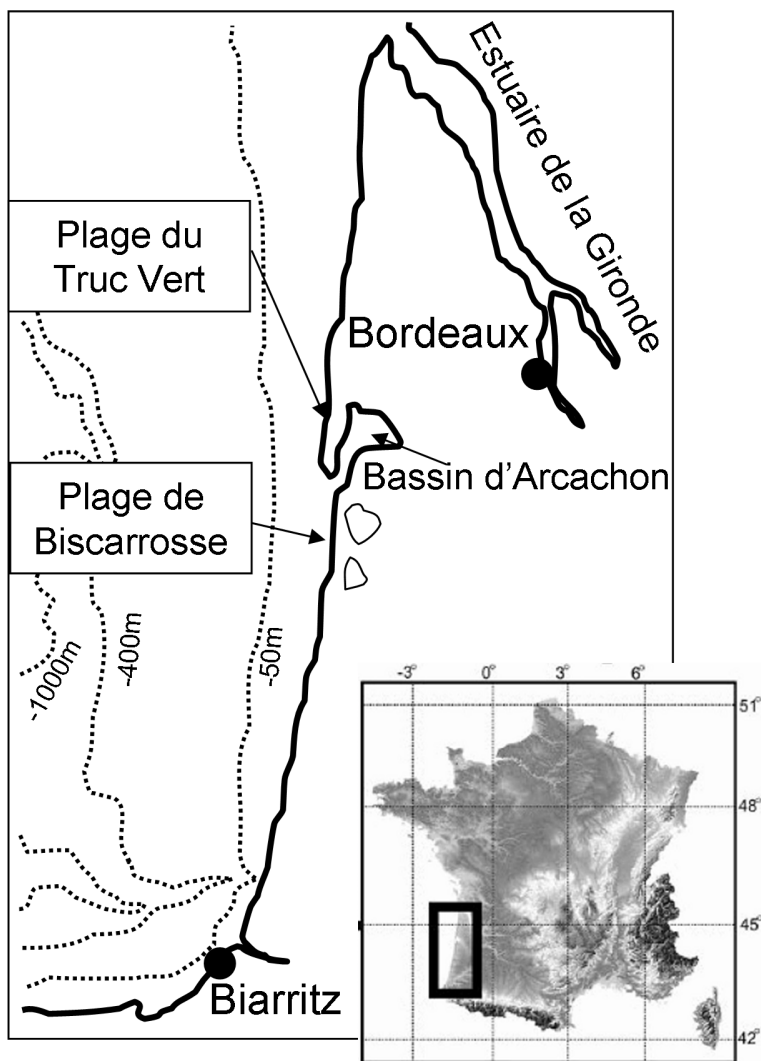 Estuaire de la Gironde
Plage du
Truc Vert
Bordeaux
Bassin d'Arcachon
Plage de
Biscarrosse
-1000m
-400m
-50m
Biarritz
-3° 0° 3° 6°
51°
48°
45°
42°